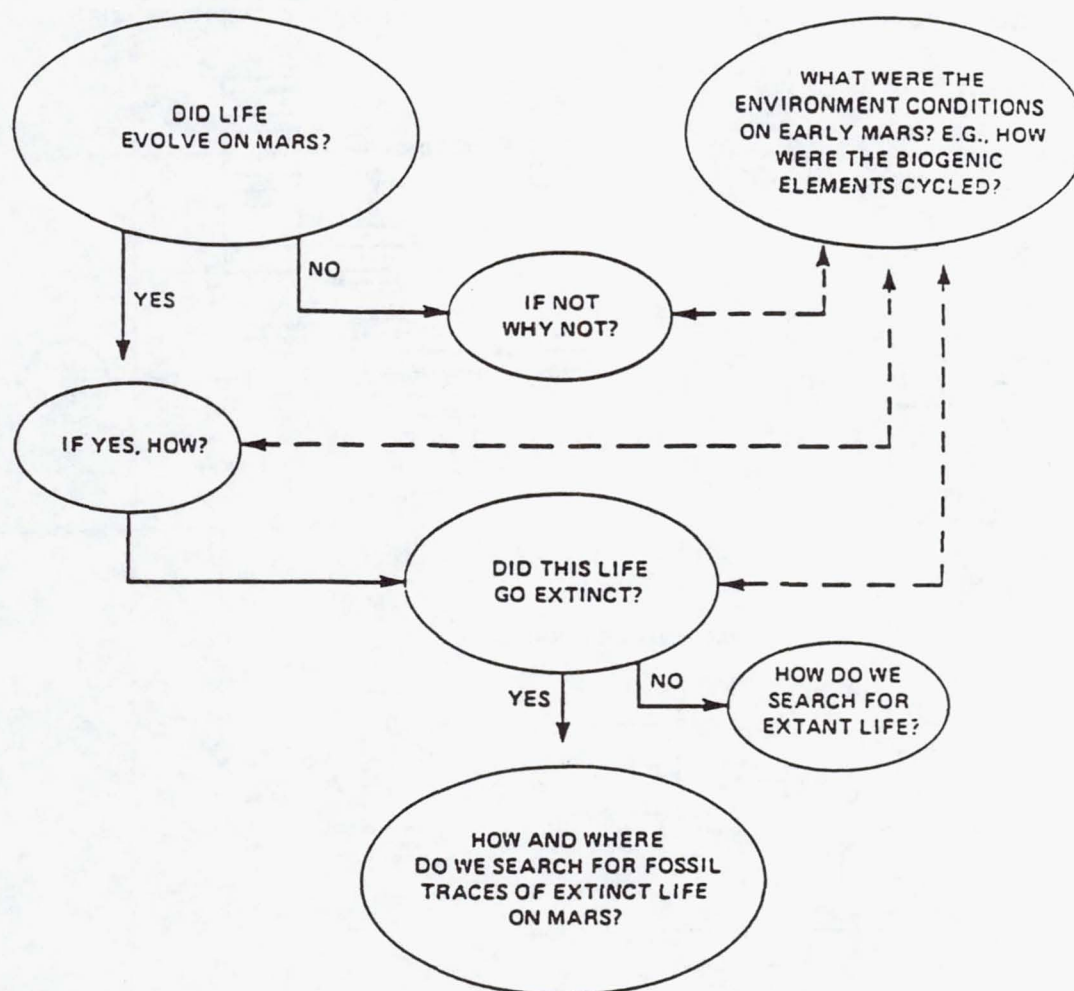 DID LIFE
EVOLVE ON MARS?
WHAT WERE THE
ENVIRONMENT CONDITIONS
ON EARLY MARS? E.G., HOW
WERE THE BIOGENIC
ELEMENTS CYCLED?
YES
NO
IF NOT
WHY NOT?
IF YES, HOW?
DID THIS LIFE
GO EXTINCT?
YES
NO
HOW DO WE
SEARCH FOR
EXTANT LIFE?
HOW AND WHERE
DO WE SEARCH FOR FOSSIL
TRACES OF EXTINCT LIFE
ON MARS?